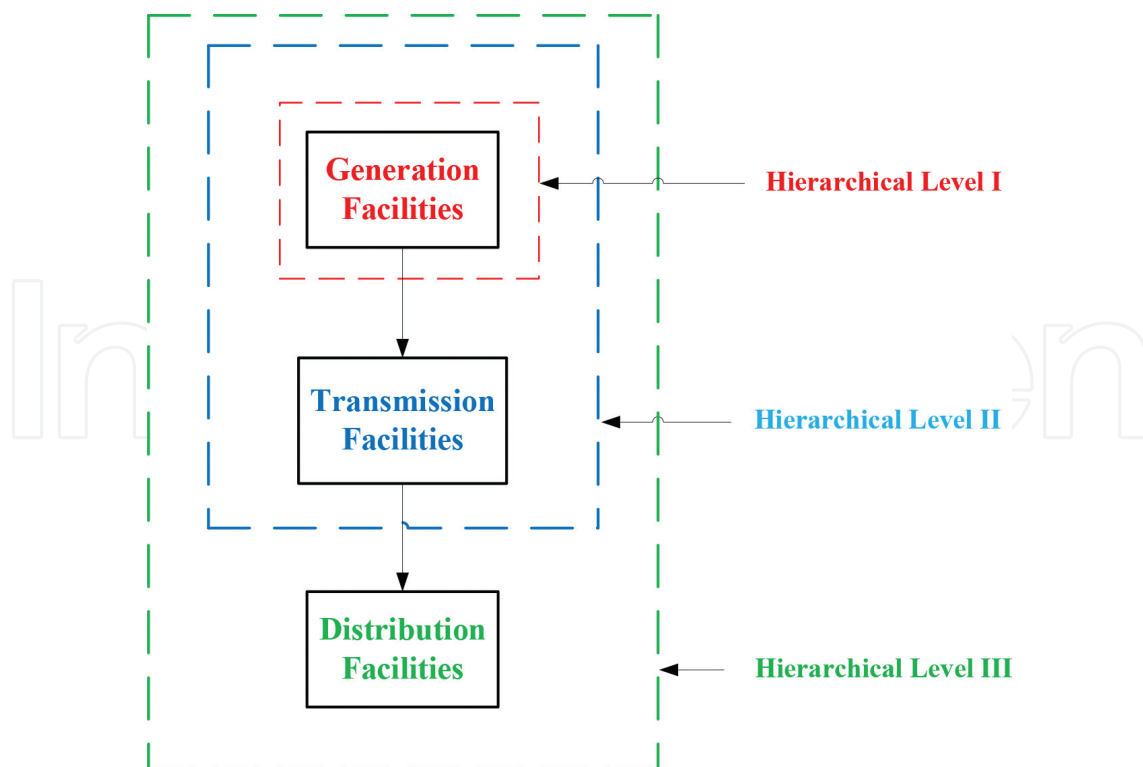 Generation
Facilities
Hierarchical Level I
Transmission
Facilities
Hierarchical Level II
Distribution
Facilities
Hierarchical Level III